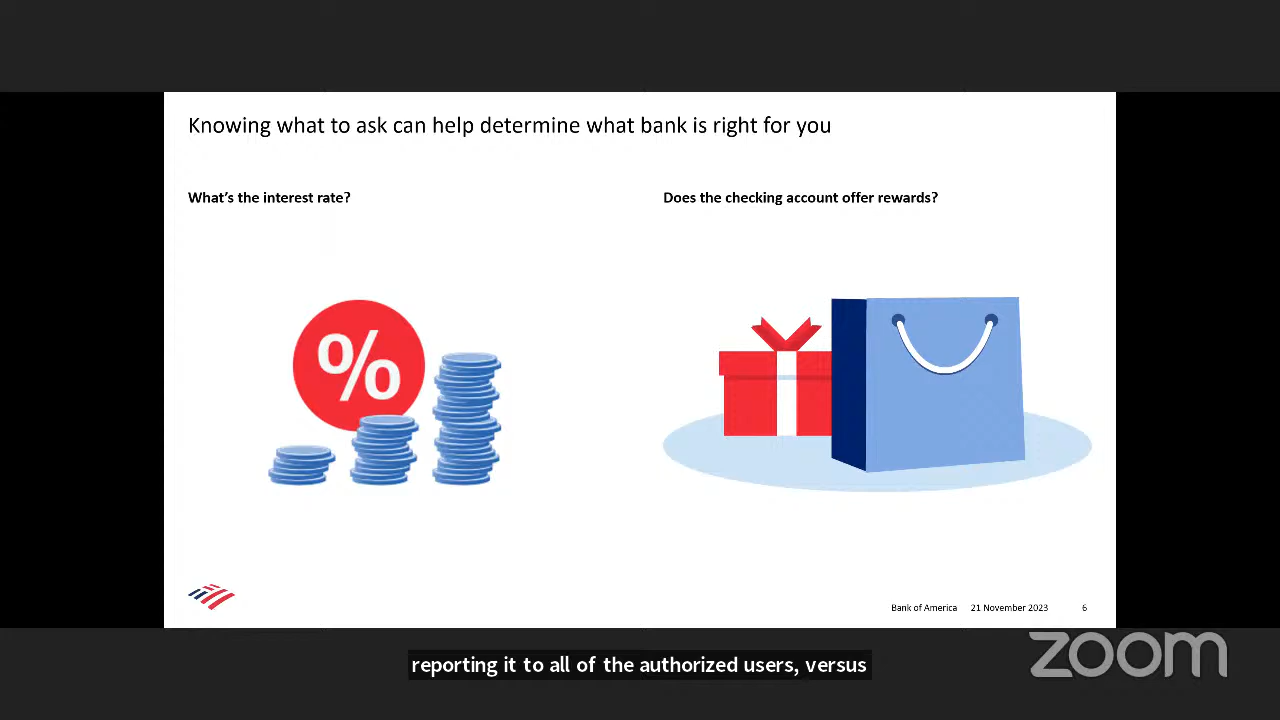 Knowing what to ask can help determine what bank is right for you
What's the interest rate?
Does the checking account offer rewards?
%
Bank of America 21 November 2023 6
reporting it to all of the authorized users, versus
zoom